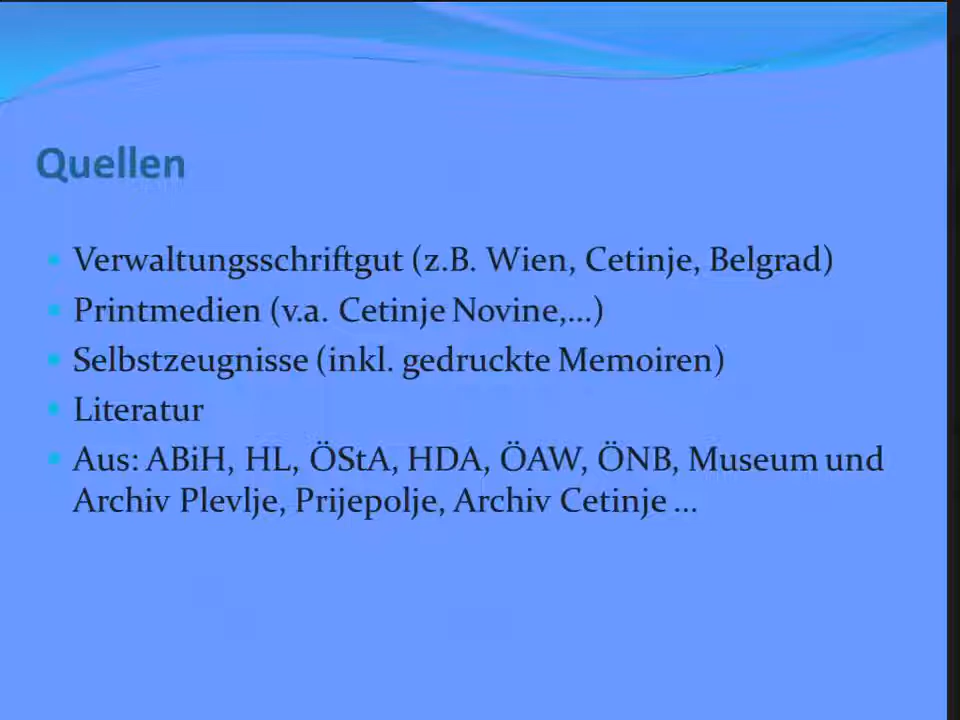 Quellen
Verwaltungsschriftgut (z.B. Wien, Cetinje, Belgrad)
Printmedien (v.a. Cetinje Novine,...)
Selbstzeugnisse (inkl. gedruckte Memoiren)
Literatur
Aus: ABiH, HL, ÖStA, HDA, ÖAW, ÖNB, Museum und
Archiv Plevlje, Prijepolje, Archiv Cetinje ...